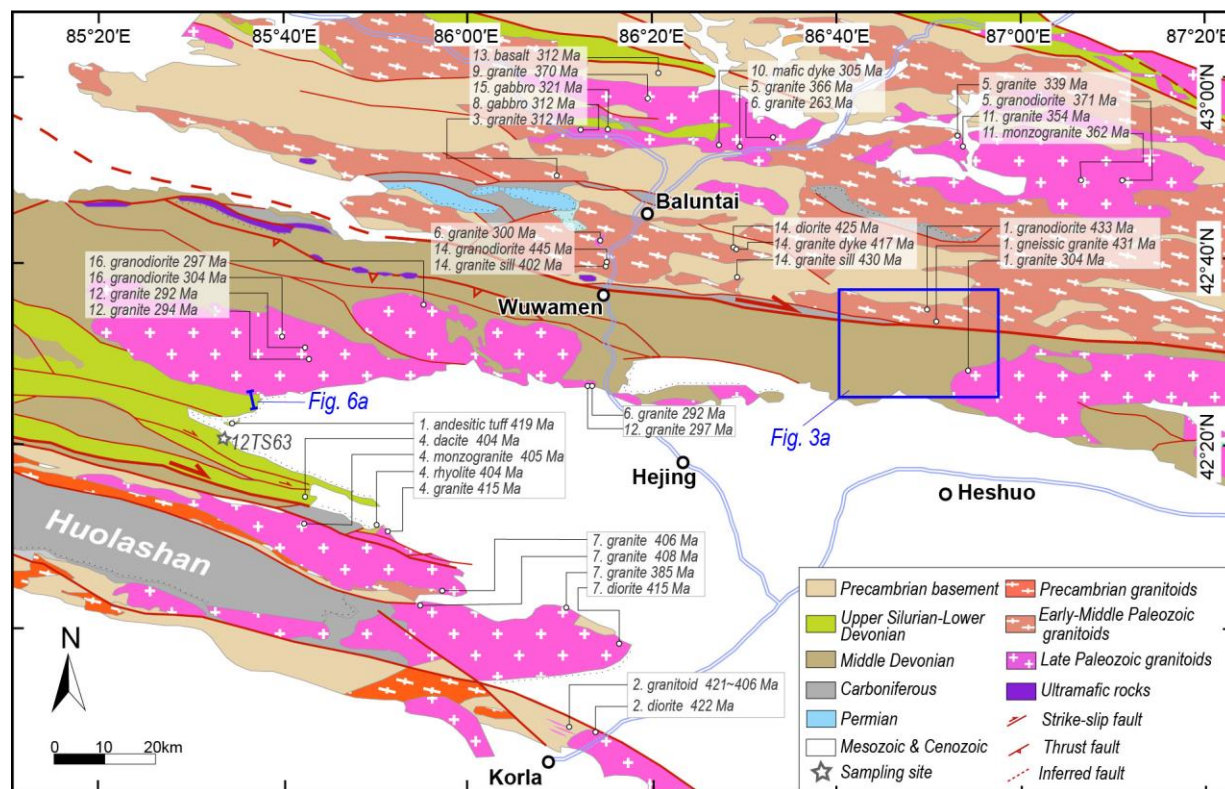 85°20'E
85°40'E
86°00'E
86°20'E
86°40'E
87°00'E
87°20'E
43°00'N
42°40'N
42°20'N
13. basalt 312 Ma
9. granite 370 Ma
15. gabbro 321 Ma
8. gabbro 312 Ma
3. granite 312 Ma
10. mafic dyke 305 Ma
5. granite 366 Ma
6. granite 263 Ma
5. granite 339 Ma
5. granodiorite 371 Ma
11. granite 354 Ma
11. monzogranite 362 Ma
Baluntai
6. granite 300 Ma
14. granodiorite 445 Ma
14. granite sill 402 Ma
14. diorite 425 Ma
14. granite dyke 417 Ma
14. granite sill 430 Ma
1. granodiorite 433 Ma
1. gneissic granite 431 Ma
1. granite 304 Ma
16. granodiorite 297 Ma
16. granodiorite 304 Ma
12. granite 292 Ma
12. granite 294 Ma
Wuwamen
Fig. 6a
6. granite 292 Ma
12. granite 297 Ma
Fig. 3a
12TS63
1. andesitic tuff 419 Ma
4. dacite 404 Ma
4. monzogranite 405 Ma
4. rhyolite 404 Ma
4. granite 415 Ma
Hejing
Heshuo
Huolashan
7. granite 406 Ma
7. granite 408 Ma
7. granite 385 Ma
7. diorite 415 Ma
2. granitoid 421~406 Ma
2. diorite 422 Ma
Korla
N
0 10 20km
Precambrian basement
Upper Silurian-Lower
Devonian
Middle Devonian
Carboniferous
Permian
Mesozoic & Cenozoic
Sampling site
Precambrian granitoids
Early-Middle Paleozoic
granitoids
Late Paleozoic granitoids
Ultramafic rocks
Strike-slip fault
Thrust fault
Inferred fault